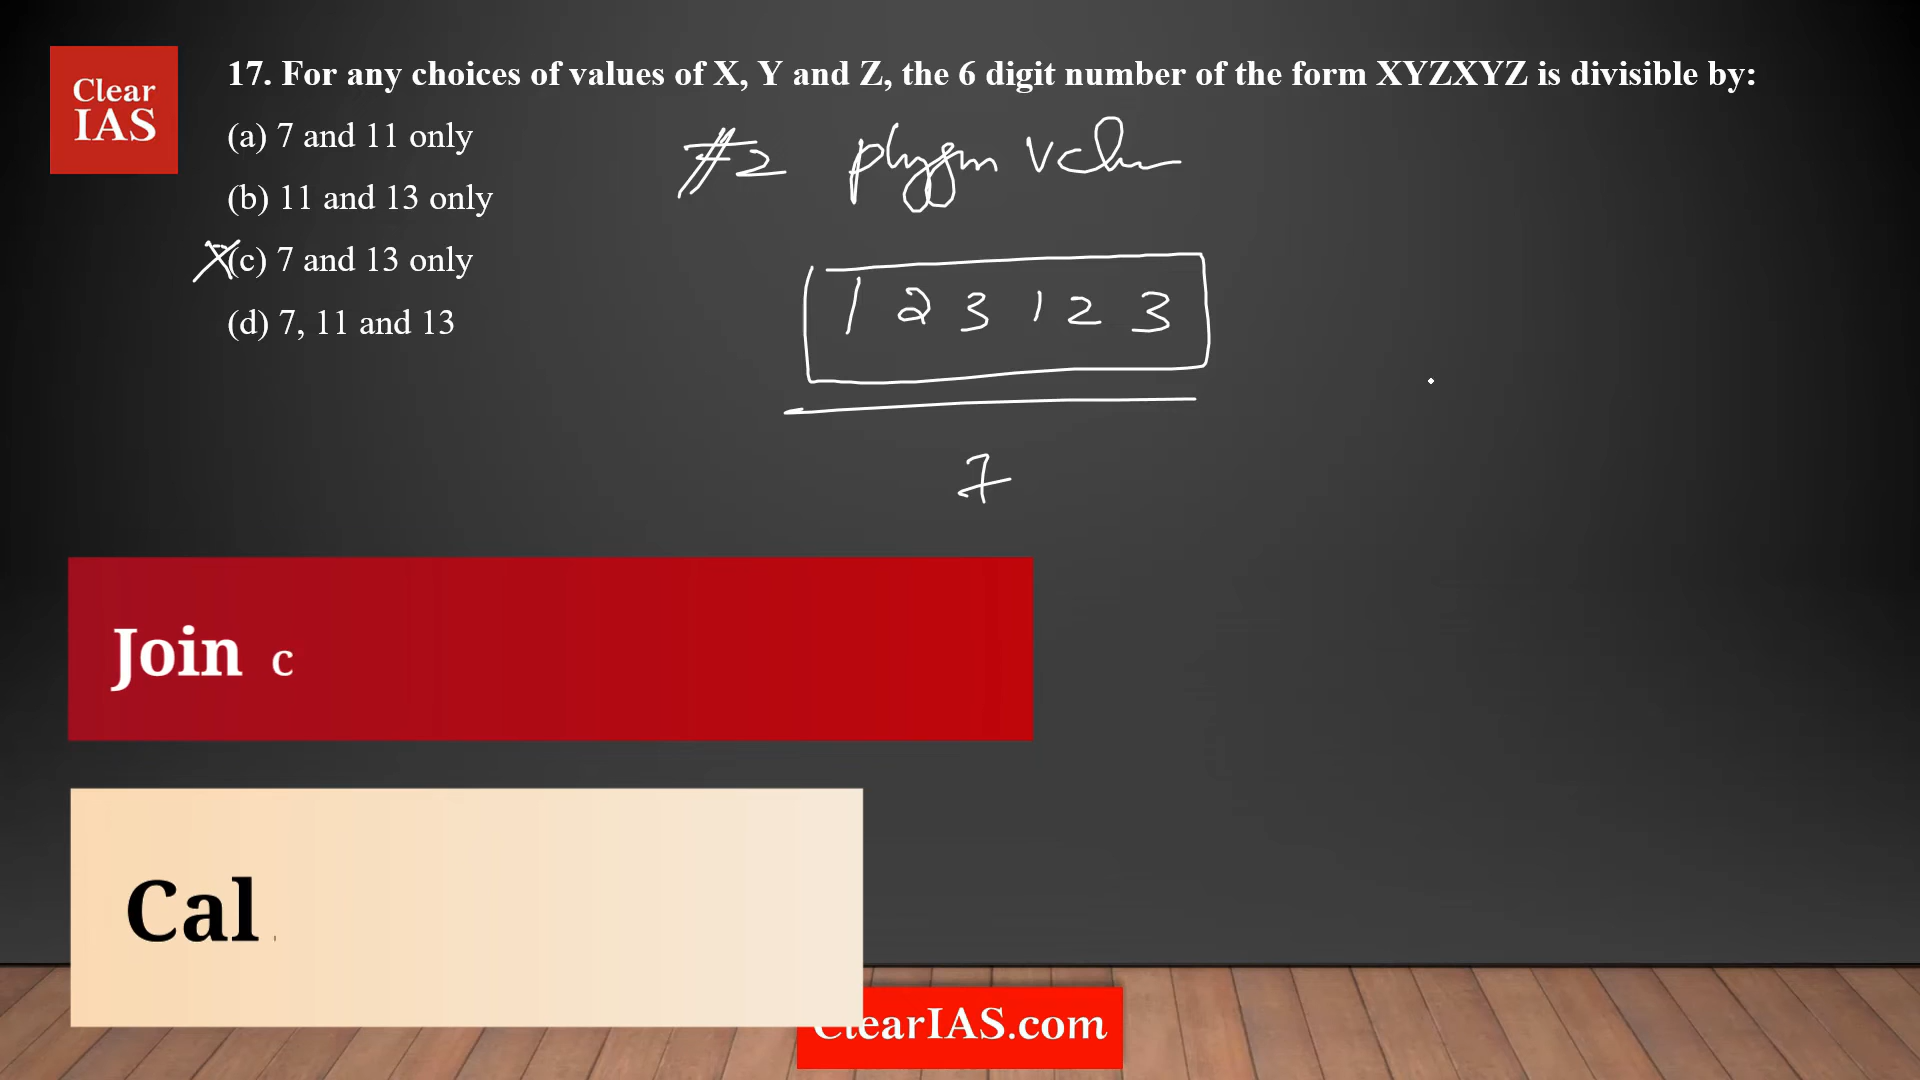 Clear
IAS
17. For any choices of values of X, Y and Z, the 6 digit number of the form XYZXYZ is divisible by:
(a) 7 and 11 only
(b) 11 and 13 only
(c) 7 and 13 only
(d) 7, 11 and 13
#2
1 2 3 1 2 3
7
Join c
Cal
ClearIAS.com